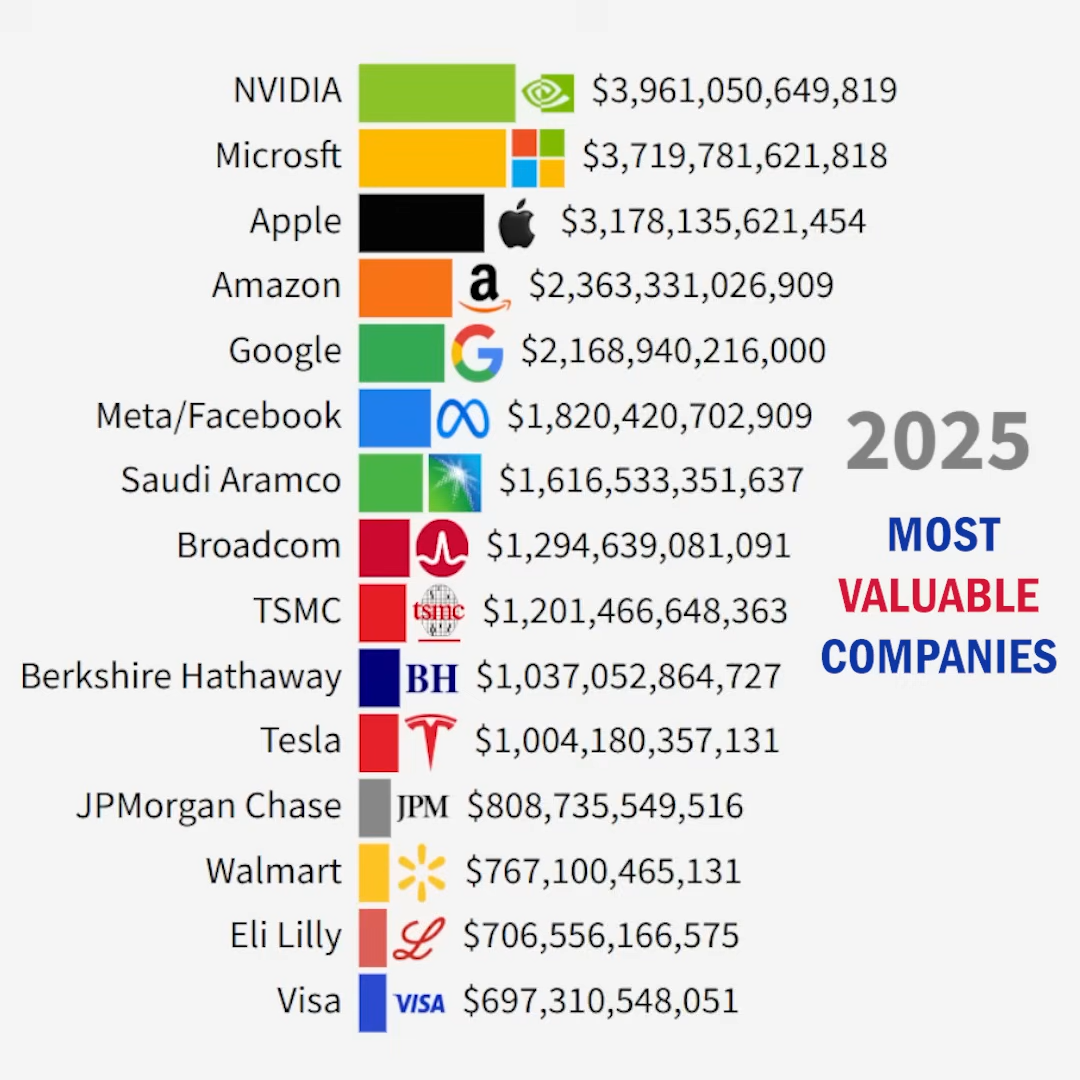 NVIDIA $3,961,050,649,819
Microsft $3,719,781,621,818
Apple $3,178,135,621,454
Amazon a $2,363,331,026,909
Google G $2,168,940,216,000
Meta/Facebook $1,820,420,702,909
Saudi Aramco $1,616,533,351,637
Broadcom $1,294,639,081,091
TSMC tsmc $1,201,466,648,363
Berkshire Hathaway BH $1,037,052,864,727
Tesla $1,004,180,357,131
JPMorgan Chase JPM $808,735,549,516
Walmart $767,100,465,131
Eli Lilly L $706,556,166,575
Visa VISA $697,310,548,051
2025
MOST
VALUABLE
COMPANIES